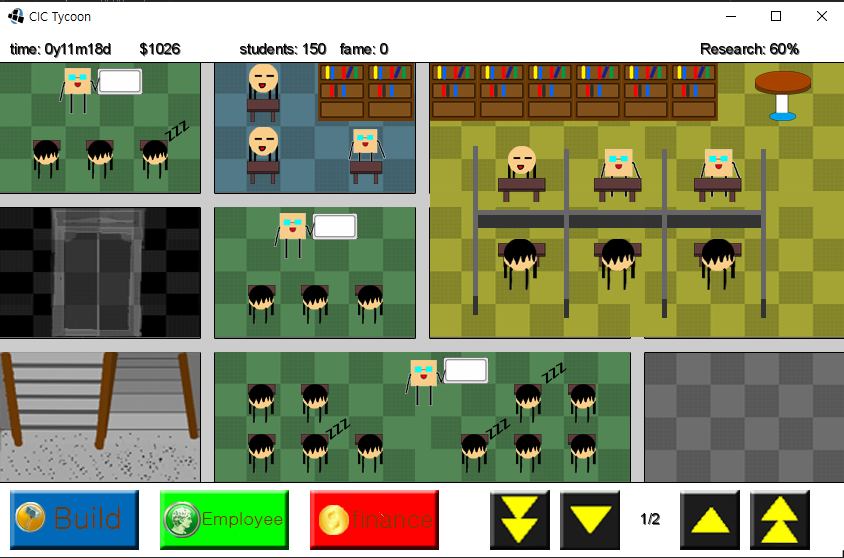 CIC Tycoon
time: 0y11m18d $1026 students: 150 fame: 0 Research: 60%
zzz
zzz
zzz
zzz
Build Employee finance 1/2